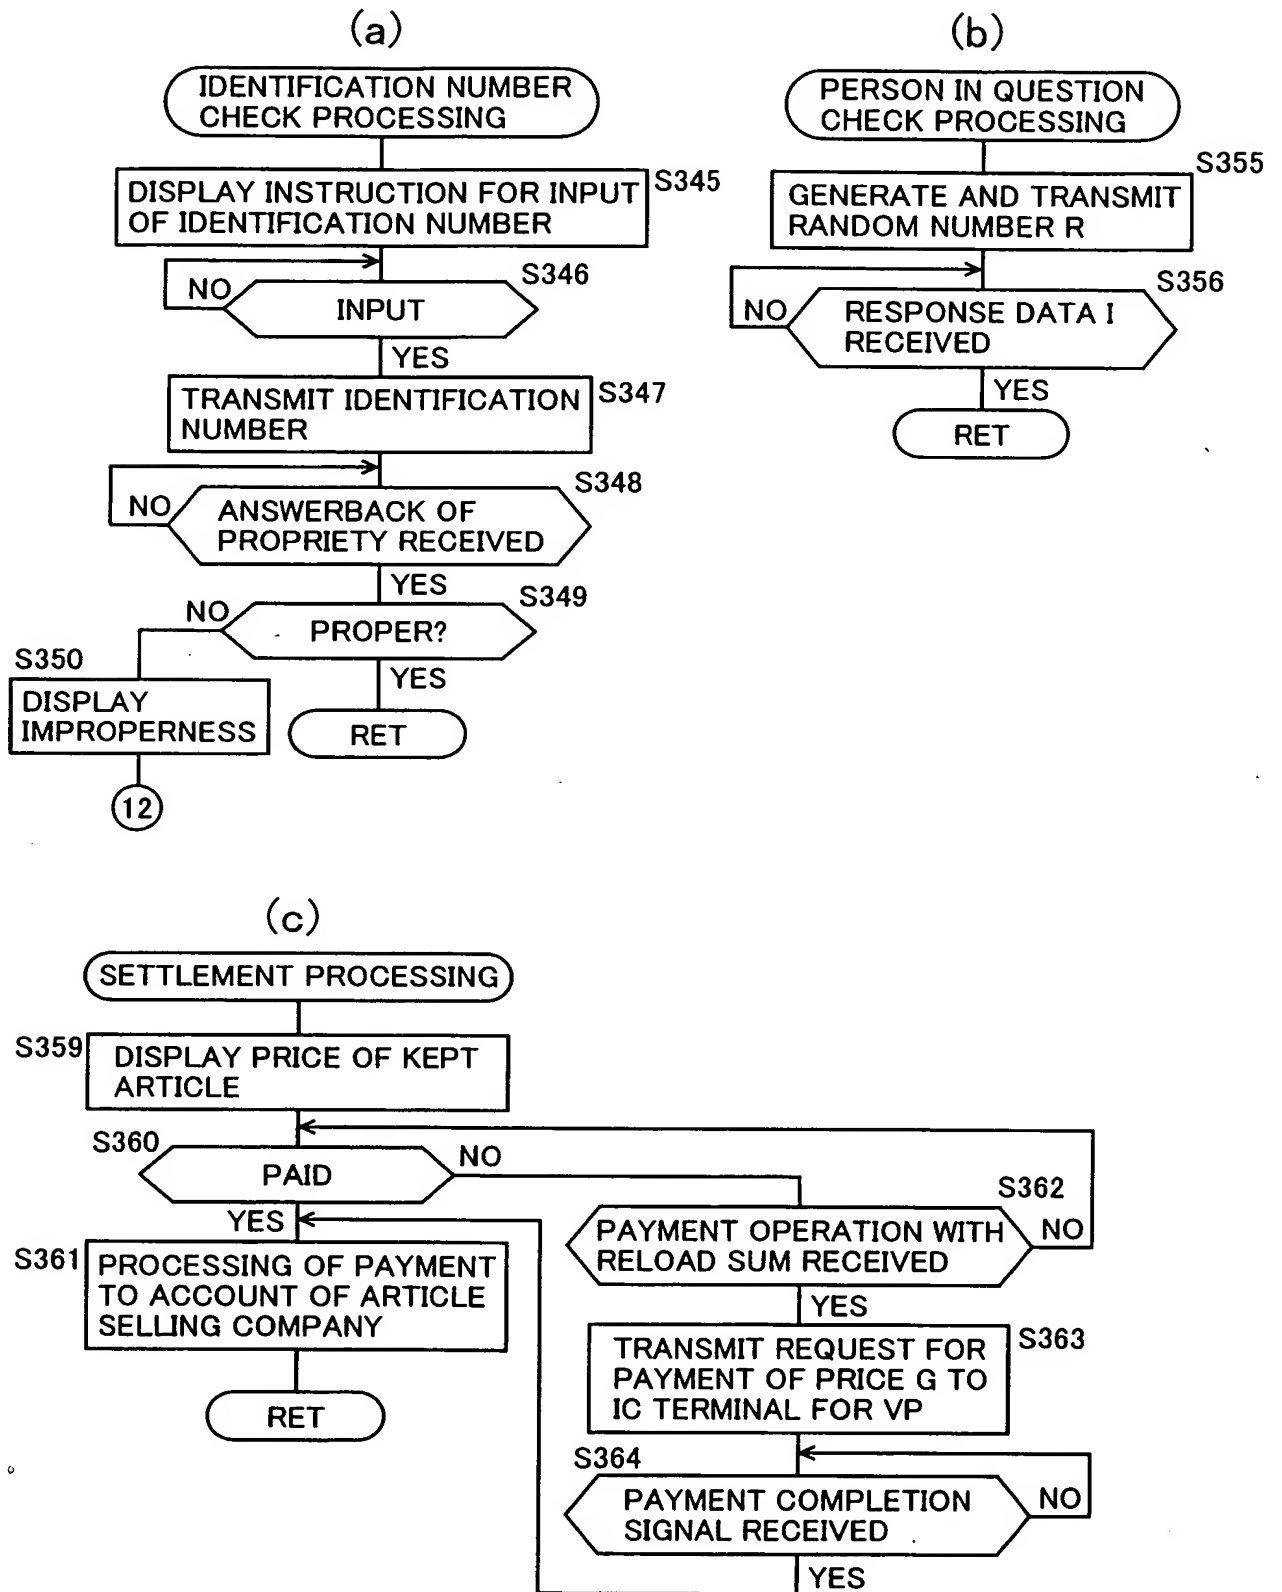 (a)
IDENTIFICATION NUMBER
CHECK PROCESSING
DISPLAY INSTRUCTION FOR INPUT
OF IDENTIFICATION NUMBER
S345
S346
NO
INPUT
YES
TRANSMIT IDENTIFICATION
NUMBER
S347
S348
NO
ANSWERBACK OF
PROPRIETY RECEIVED
YES
S349
NO
PROPER?
S350
YES
DISPLAY
IMPROPERNESS
RET
12
(b)
PERSON IN QUESTION
CHECK PROCESSING
S355
GENERATE AND TRANSMIT
RANDOM NUMBER R
S356
NO
RESPONSE DATA I
RECEIVED
YES
RET
(c)
SETTLEMENT PROCESSING
S359
DISPLAY PRICE OF KEPT
ARTICLE
S360
PAID
NO
YES
S361
PROCESSING OF PAYMENT
TO ACCOUNT OF ARTICLE
SELLING COMPANY
RET
S362
PAYMENT OPERATION WITH
RELOAD SUM RECEIVED
NO
YES
TRANSMIT REQUEST FOR
PAYMENT OF PRICE G TO
IC TERMINAL FOR VP
S363
S364
PAYMENT COMPLETION
SIGNAL RECEIVED
NO
YES